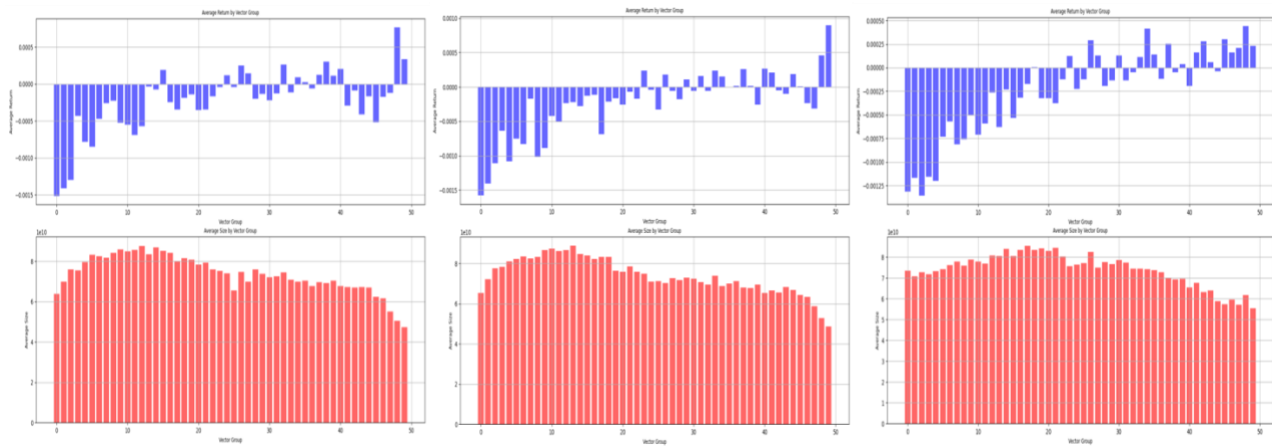 Average Return by Vector Group
0.0005
0.0000
−0.0005
−0.0010
−0.0015
Average Return
0 10 20 30 40 50
Vector Group
Average Return by Vector Group
0.0010
0.0005
0.0000
−0.0005
−0.0010
−0.0015
Average Return
0 10 20 30 40 50
Vector Group
Average Return by Vector Group
0.00050
0.00025
0.00000
−0.00025
−0.00050
−0.00075
−0.00100
−0.00125
Average Return
0 10 20 30 40 50
Vector Group
Average Size by Vector Group
1e10
8
6
4
2
0
Average Size
0 10 20 30 40 50
Vector Group
Average Size by Vector Group
1e10
8
6
4
2
0
Average Size
0 10 20 30 40 50
Vector Group
Average Size by Vector Group
1e10
9
8
7
6
5
4
3
2
1
0
Average Size
0 10 20 30 40 50
Vector Group